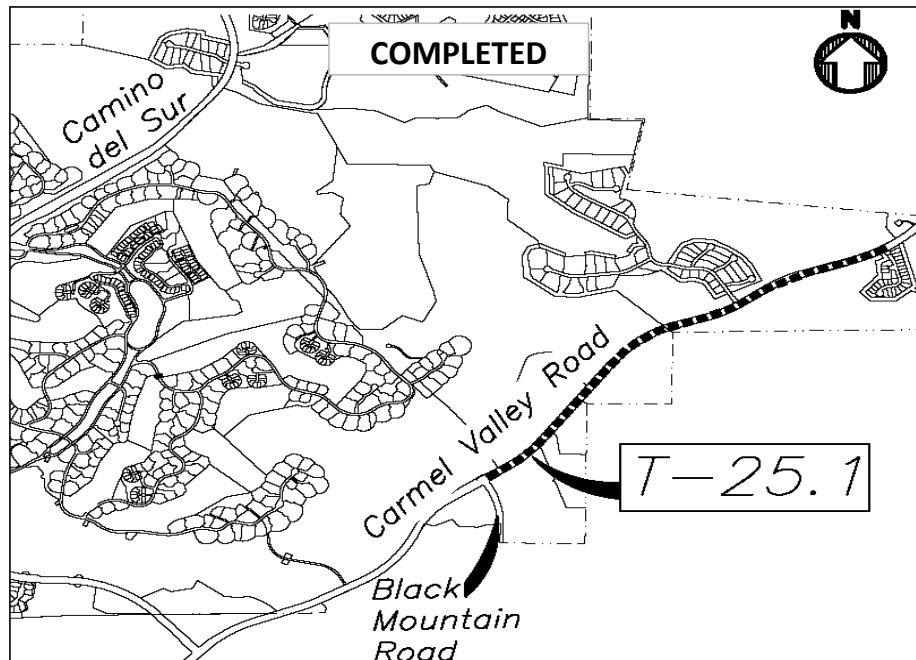 COMPLETED
N
Camino
del Sur
Carmel Valley Road
T-25.1
Black
Mountain
Road